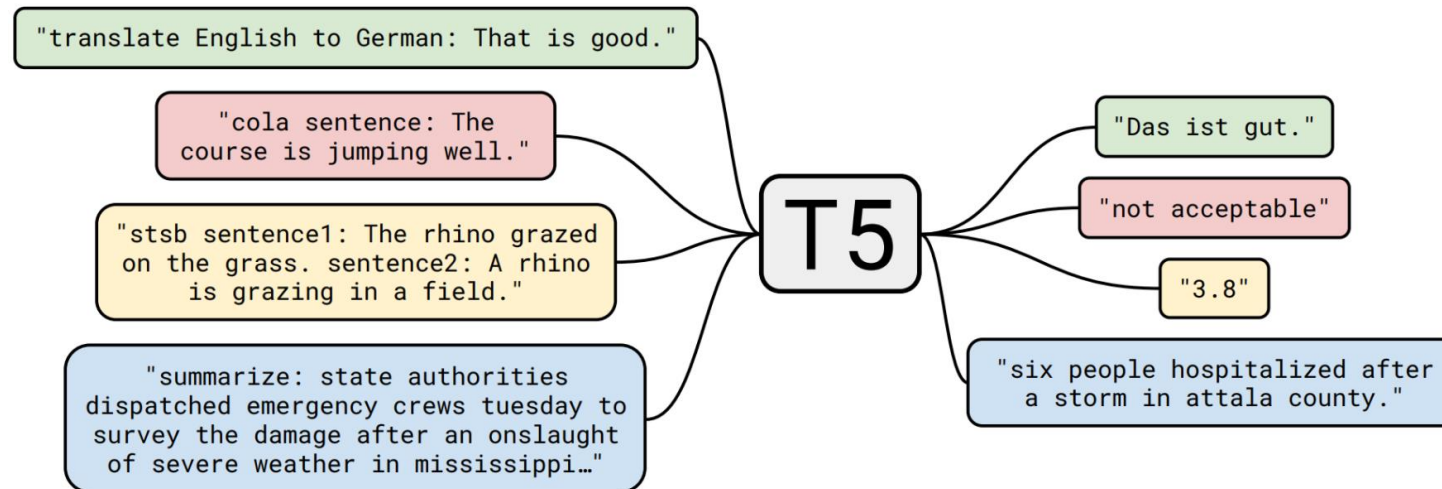 "translate English to German: That is good."
"cola sentence: The
course is jumping well."
"stsb sentence1: The rhino grazed
on the grass. sentence2: A rhino
is grazing in a field."
"summarize: state authorities
dispatched emergency crews tuesday to
survey the damage after an onslaught
of severe weather in mississippi…"
T5
"Das ist gut."
"not acceptable"
"3.8"
"six people hospitalized after
a storm in attala county."